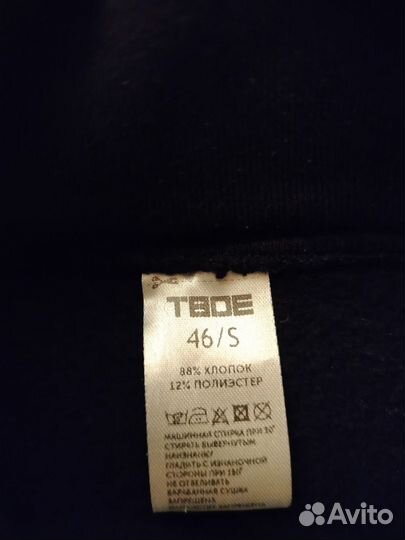 ТВОЕ
46/S
88% ХЛОПОК
12% ПОЛИЭСТЕР
МАШИННАЯ СТИРКА ПРИ 30°
СТИРАТЬ ВЫВЕРНУТЫМ
НАИЗНАНКУ
ГЛАДИТЬ С ИЗНАНОЧНОЙ
СТОРОНЫ ПРИ
НЕ ОТБЕЛИВАТЬ
БАРАБАННАЯ СУШКА
ЗАПРЕЩЕНА
Avito